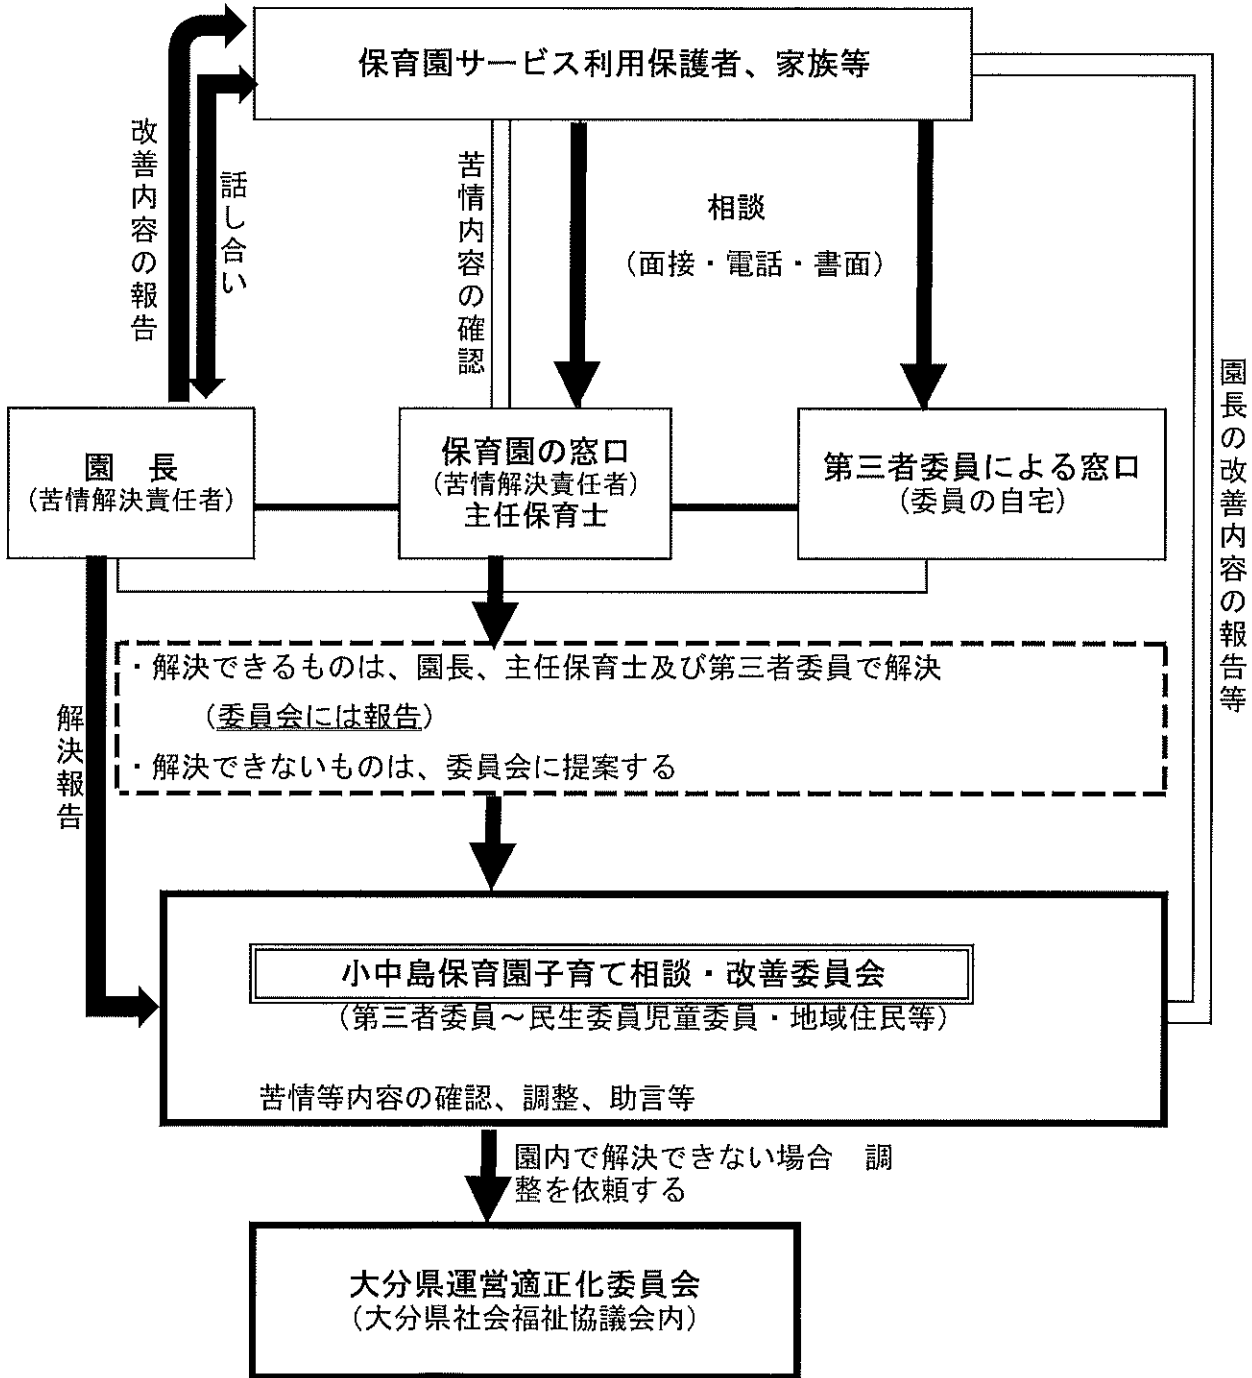 保育園サービス利用保護者、家族等
改善内容の報告
話し合い
苦情内容の確認
相談
（面接・電話・書面）
園　長
（苦情解決責任者）
保育園の窓口
（苦情解決責任者）
主任保育士
第三者委員による窓口
（委員の自宅）
園長の改善内容の報告等
・解決できるものは、園長、主任保育士及び第三者委員で解決
（委員会には報告）
・解決できないものは、委員会に提案する
解決報告
小中島保育園子育て相談・改善委員会
（第三者委員～民生委員児童委員・地域住民等）
苦情等内容の確認、調整、助言等
園内で解決できない場合　調
整を依頼する
大分県運営適正化委員会
（大分県社会福祉協議会内）